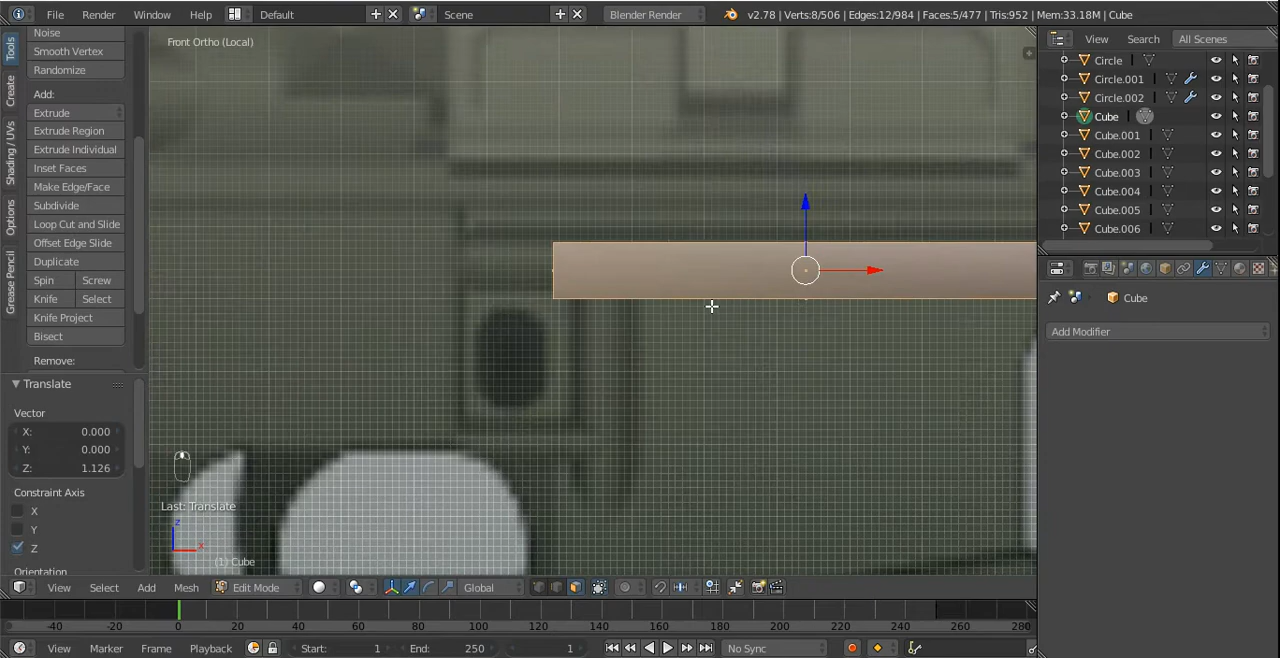 File Render Window Help Default Scene Blender Render v2.78 | Verts:8/506 | Edges:12/984 | Faces:5/477 | Tris:952 | Mem:33.18M | Cube
Tools
Create
Shading / UVs
Options
Grease Pencil
Noise
Smooth Vertex
Randomize
Add:
Extrude
Extrude Region
Extrude Individual
Inset Faces
Make Edge/Face
Subdivide
Loop Cut and Slide
Offset Edge Slide
Duplicate
Spin Screw
Knife Select
Knife Project
Bisect
Remove:
Translate
Vector
X: 0.000
Y: 0.000
Z: 1.126
Constraint Axis
X
Y
Z
Orientation
Front Ortho (Local)
Last: Translate
z
x
(1) Cube
View Search All Scenes
Circle
Circle.001
Circle.002
Cube
Cube.001
Cube.002
Cube.003
Cube.004
Cube.005
Cube.006
Cube
Add Modifier
View Select Add Mesh Edit Mode Global
-40 -20 0 20 40 60 80 100 120 140 160 180 200 220 240 260 280
View Marker Frame Playback Start: 1 End: 250 1 No Sync